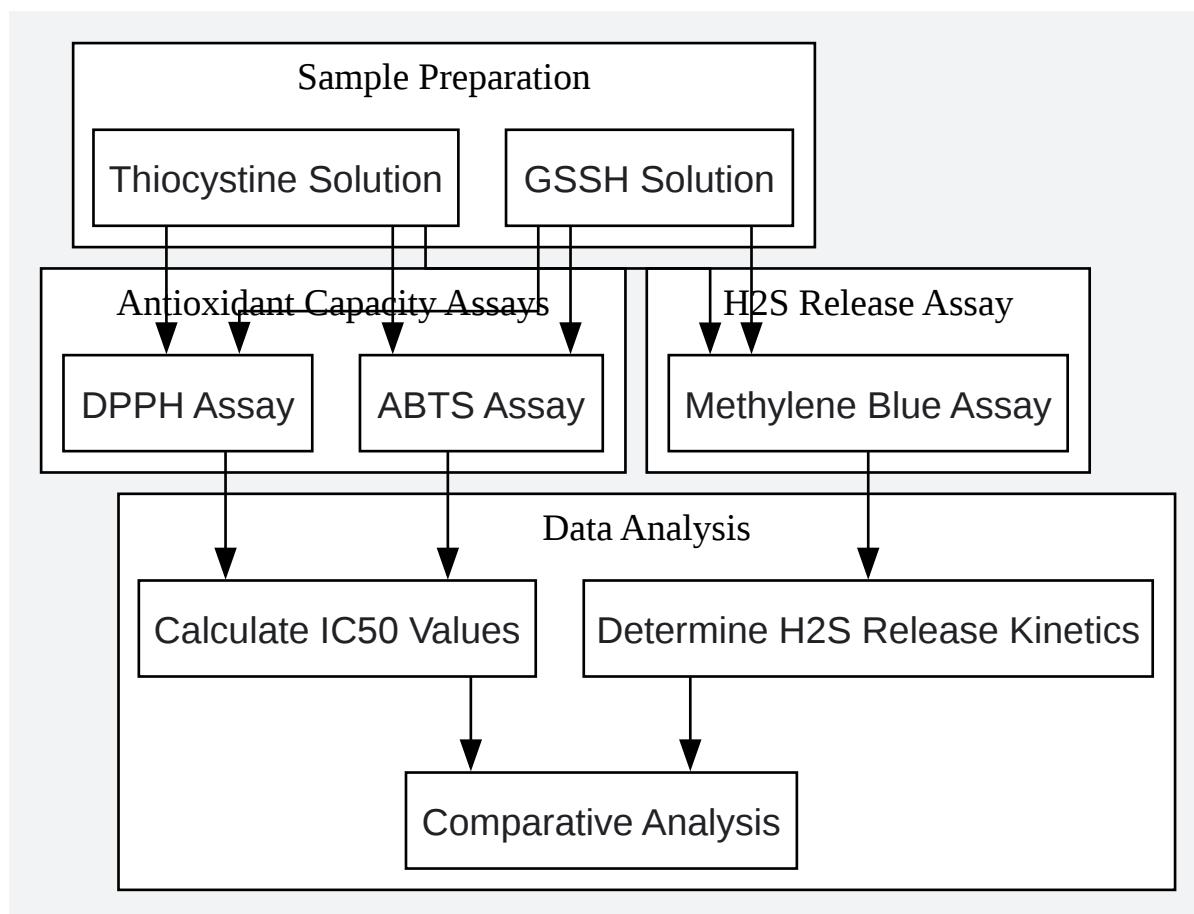 Sample Preparation
Thiocystine Solution
GSSH Solution
Antioxidant Capacity Assays
H2S Release Assay
DPPH Assay
ABTS Assay
Methylene Blue Assay
Data Analysis
Calculate IC50 Values
Determine H2S Release Kinetics
Comparative Analysis